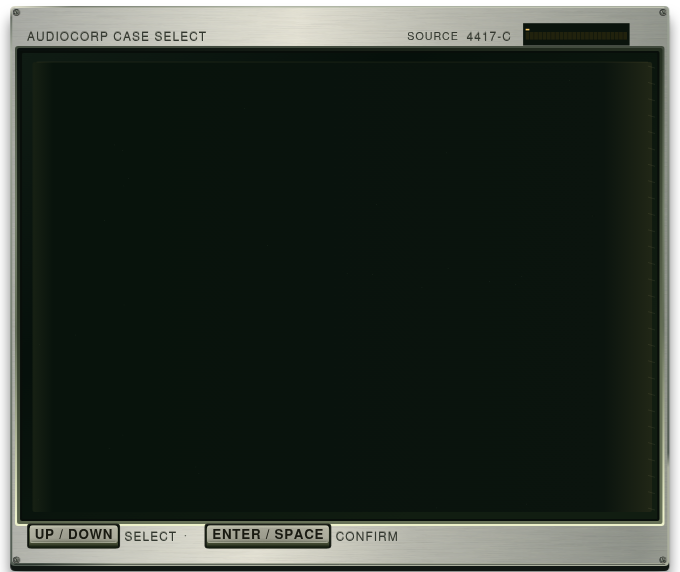 AUDIOCORP CASE SELECT
SOURCE 4417-C
UP / DOWN SELECT · ENTER / SPACE CONFIRM